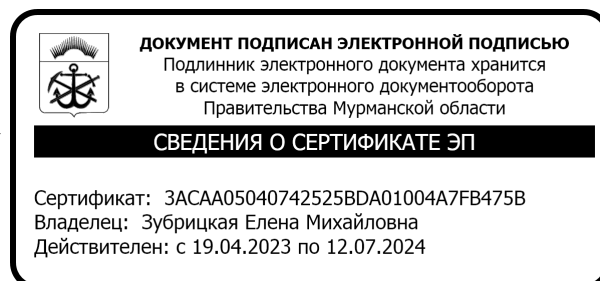 ДОКУМЕНТ ПОДПИСАН ЭЛЕКТРОННОЙ ПОДПИСЬЮ
Подлинник электронного документа хранится
в системе электронного документооборота
Правительства Мурманской области
СВЕДЕНИЯ О СЕРТИФИКАТЕ ЭП
Сертификат: 3ACAA05040742525BDA01004A7FB475B
Владелец: Зубрицкая Елена Михайловна
Действителен: с 19.04.2023 по 12.07.2024